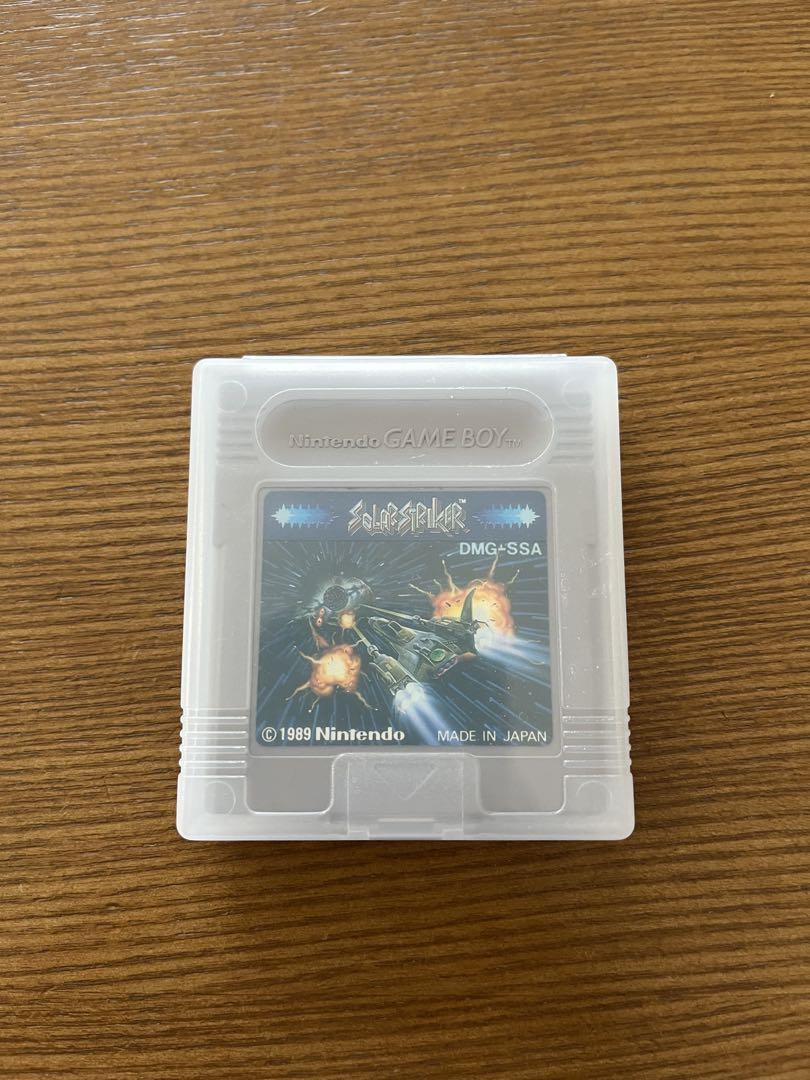 Nintendo GAME BOY™
SOLARSTRIKER™
DMG-SSA
© 1989 Nintendo MADE IN JAPAN